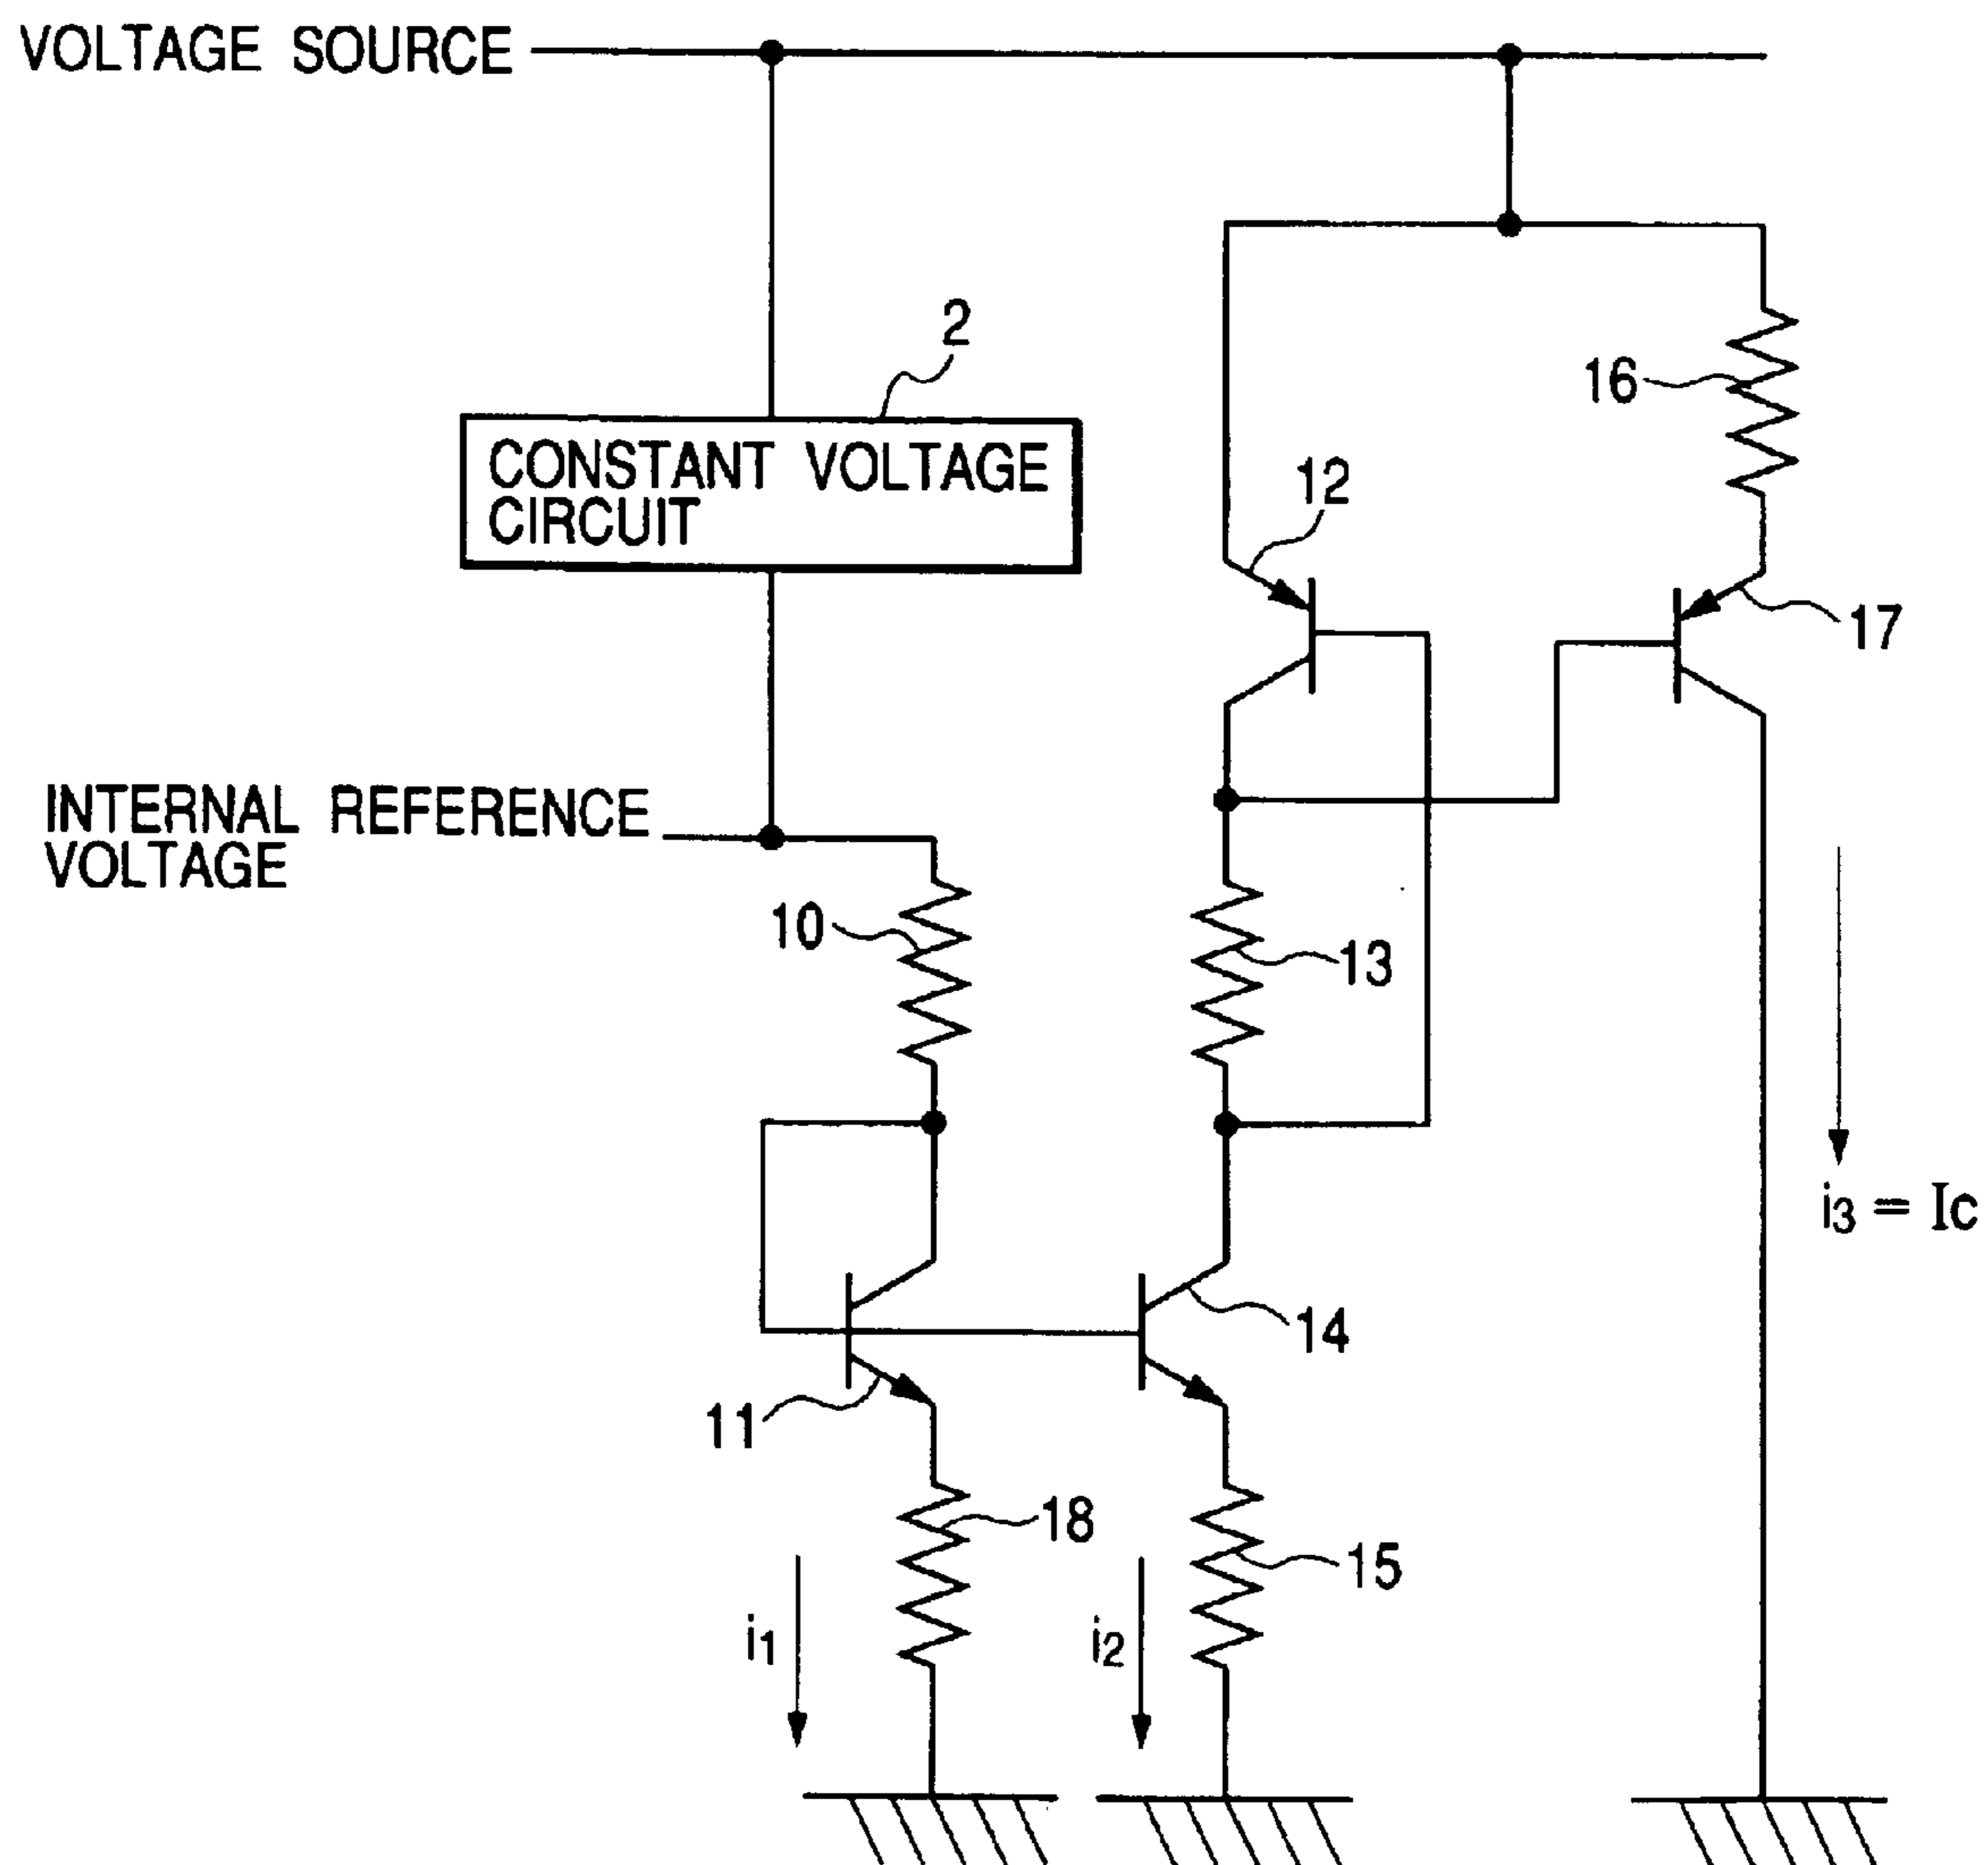 VOLTAGE SOURCE
2
CONSTANT VOLTAGE
CIRCUIT
16
12
17
INTERNAL REFERENCE
VOLTAGE
10
13
i3 = Ic
14
11
18
15
i1
i2